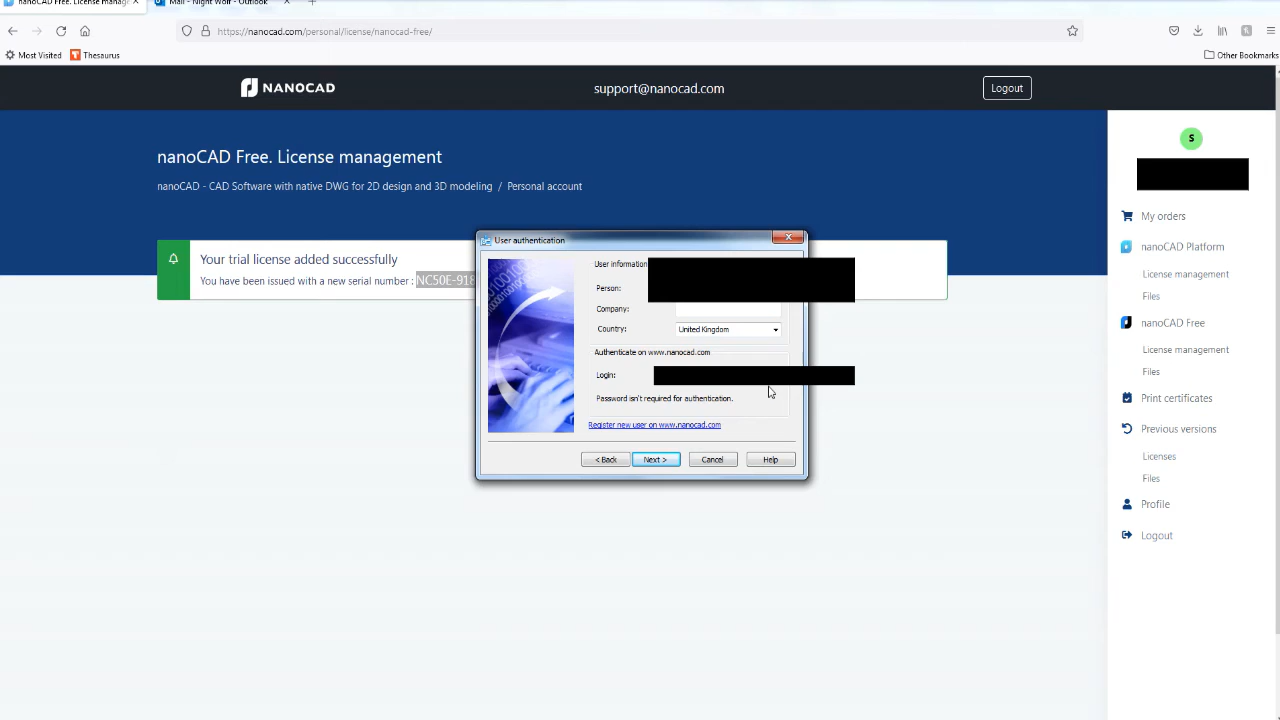 nanoCAD Free. License manag
Mail - Night Wolf - Outlook
https://nanocad.com/personal/license/nanocad-free/
Most Visited
Thesaurus
Other Bookmarks
NANOCAD
support@nanocad.com
Logout
nanoCAD Free. License management
nanoCAD - CAD Software with native DWG for 2D design and 3D modeling / Personal account
Your trial license added successfully
You have been issued with a new serial number : NC50E-918
User authentication
User information
Person:
Company:
Country:
United Kingdom
Authenticate on www.nanocad.com
Login:
Password isn't required for authentication.
Register new user on www.nanocad.com
< Back
Next >
Cancel
Help
S
My orders
nanoCAD Platform
License management
Files
nanoCAD Free
License management
Files
Print certificates
Previous versions
Licenses
Files
Profile
Logout